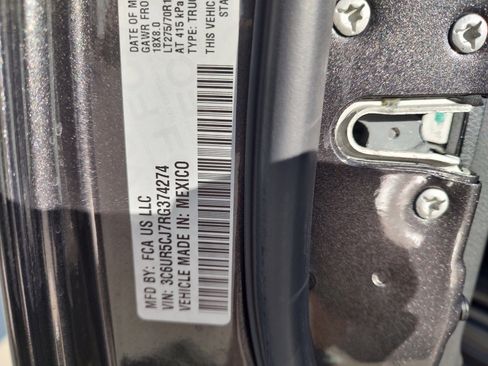 DATE OF M
GAWR FRO
18X8.0
LT275/70R1
AT 415 kPa
THIS VEHIC
STA
TYPE: TRUC
MFD BY: FCA US LLC
VIN: 3C6UR5CJ7RG374274
VEHICLE MADE IN: MEXICO